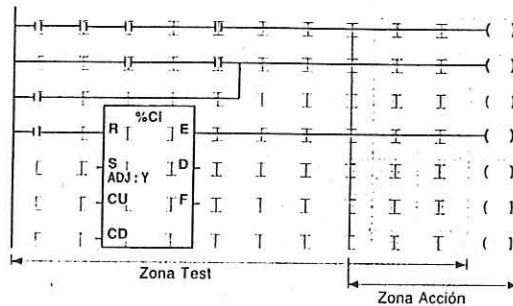 %CI
R E
S D
ADJ:Y
CU F
CD
Zona Test
Zona Acción